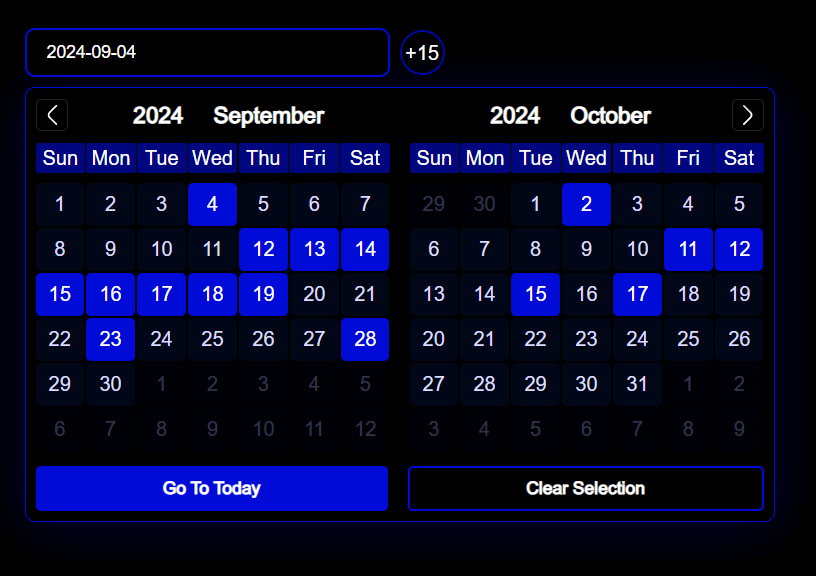 2024-09-04 +15
2024 September 2024 October
Sun Mon Tue Wed Thu Fri Sat Sun Mon Tue Wed Thu Fri Sat
1 2 3 4 5 6 7 29 30 1 2 3 4 5
8 9 10 11 12 13 14 6 7 8 9 10 11 12
15 16 17 18 19 20 21 13 14 15 16 17 18 19
22 23 24 25 26 27 28 20 21 22 23 24 25 26
29 30 1 2 3 4 5 27 28 29 30 31 1 2
6 7 8 9 10 11 12 3 4 5 6 7 8 9
Go To Today Clear Selection